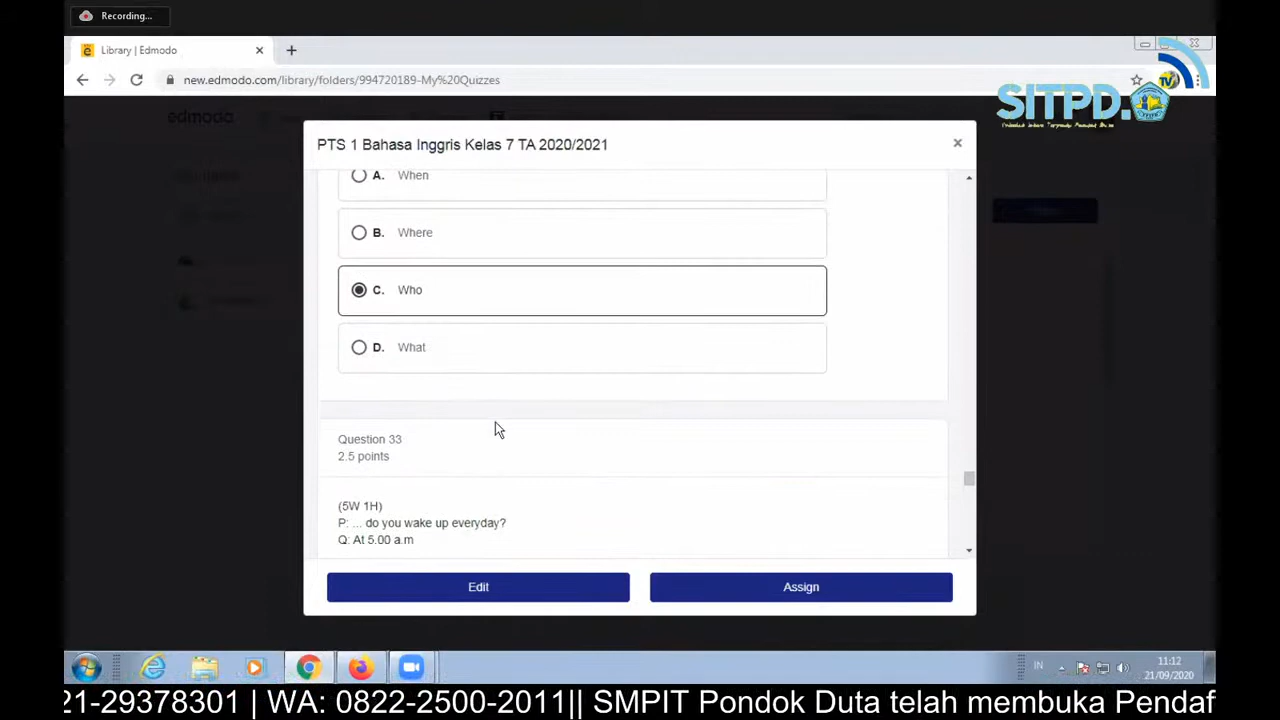 Recording...
Library | Edmodo
new.edmodo.com/library/folders/994720189-My%20Quizzes
edmodo
SITPD.
TV
PTS 1 Bahasa Inggris Kelas 7 TA 2020/2021
A. When
B. Where
C. Who
D. What
Question 33
2.5 points
(5W 1H)
P: ... do you wake up everyday?
Q: At 5.00 a.m
Edit
Assign
IN
11:12
21/09/2020
21-29378301 | WA: 0822-2500-2011|| SMPIT Pondok Duta telah membuka Pendaf